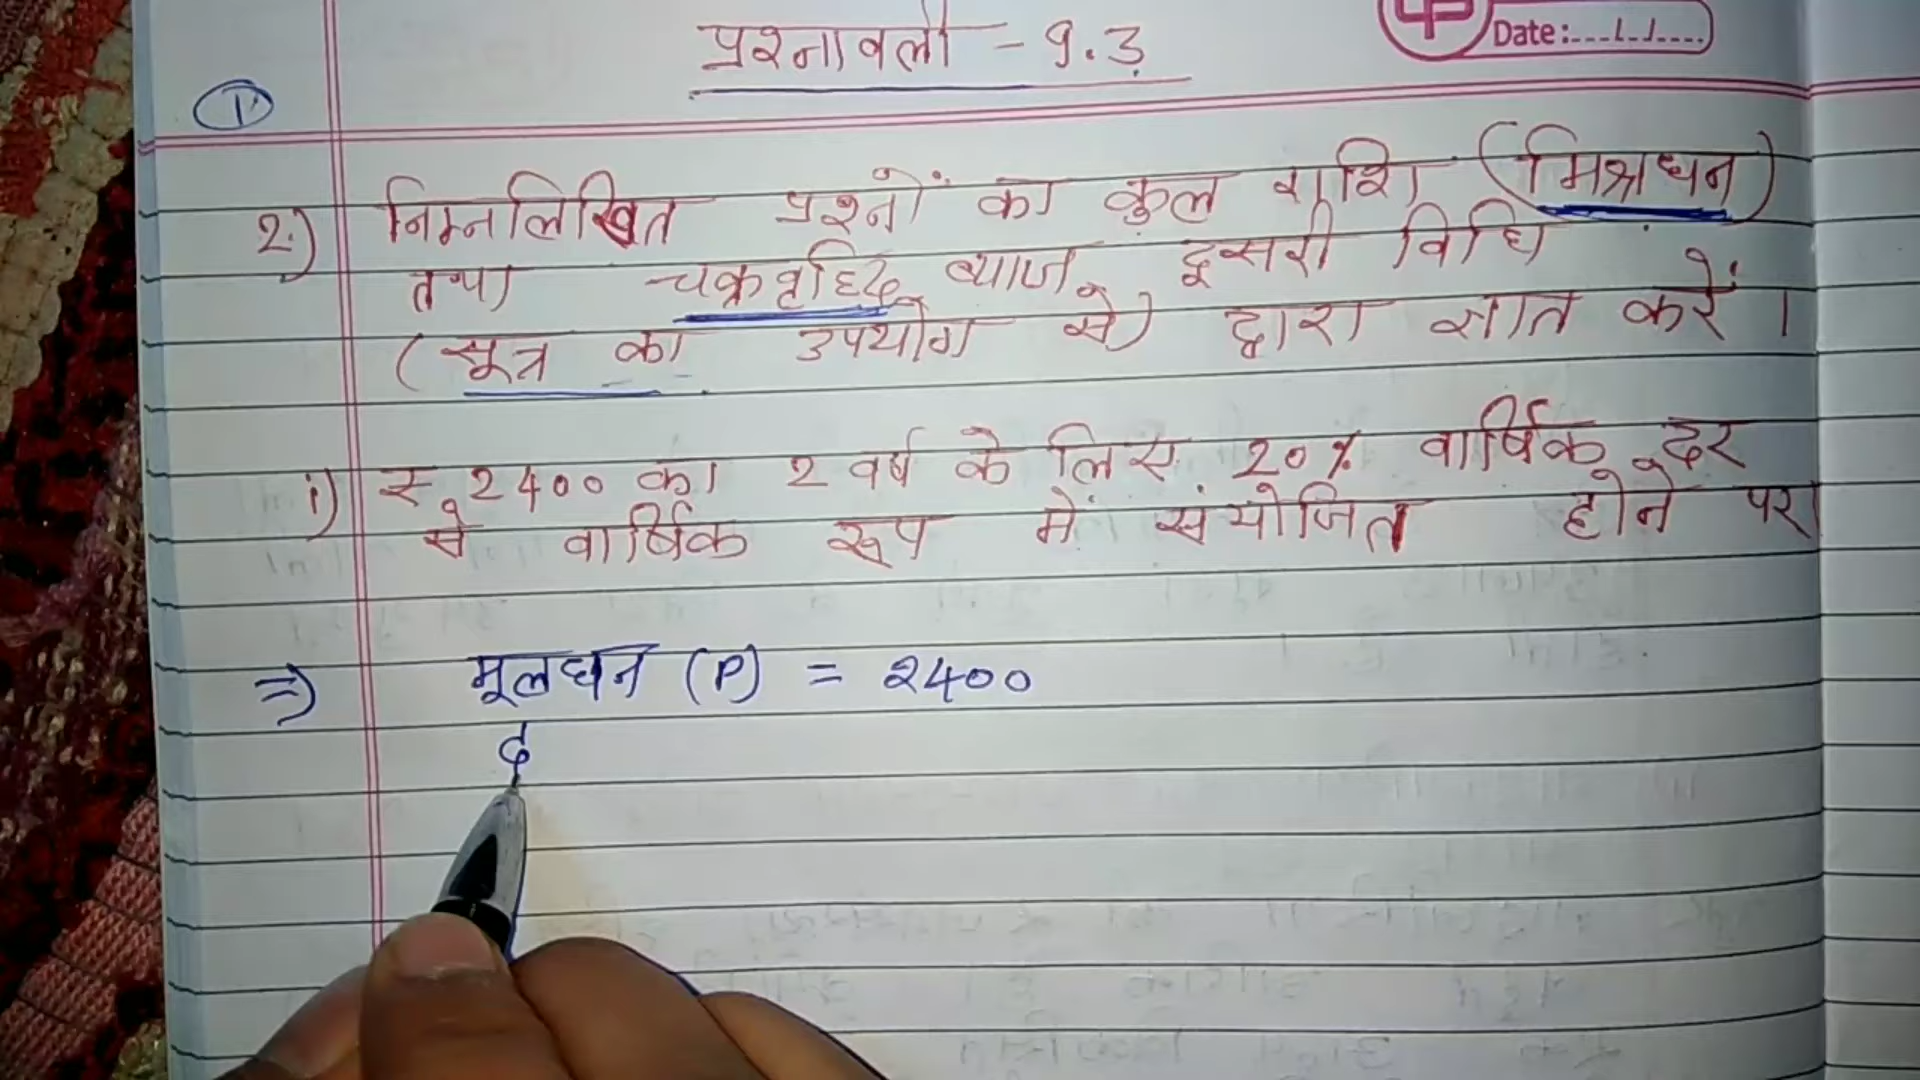 प्रश्नावली - 9.3
Date:.../../....
1
2.) निम्नलिखित प्रश्नों का कुल राशि (मिश्रधन)
तथा चक्रवृद्धि ब्याज दूसरी विधि
(सूत्र का उपयोग से) द्वारा ज्ञात करें ।
i) रु. 2400 का 2 वर्ष के लिए 20% वार्षिक दर
से वार्षिक रूप में संयोजित होने पर
=) मूलधन (P) = 2400
द